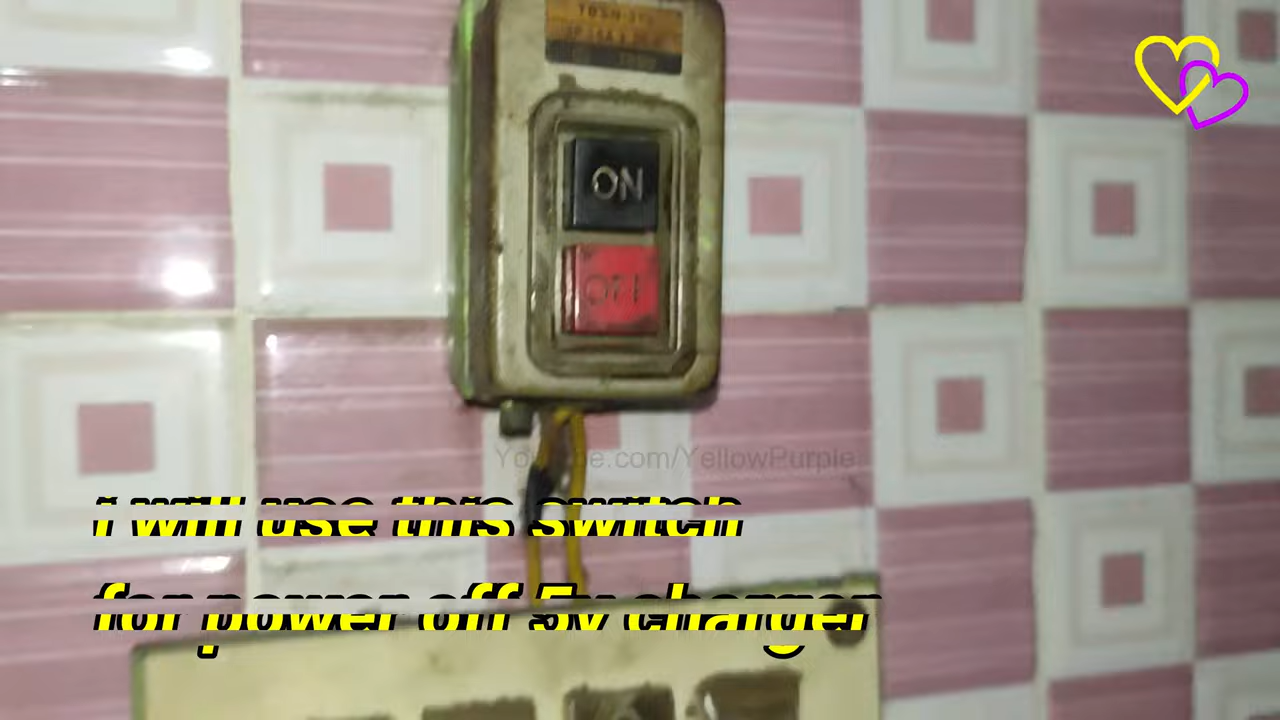 ON
OFF
YouTube.com/YellowPurple
i will use this switch
for power off 5v charger